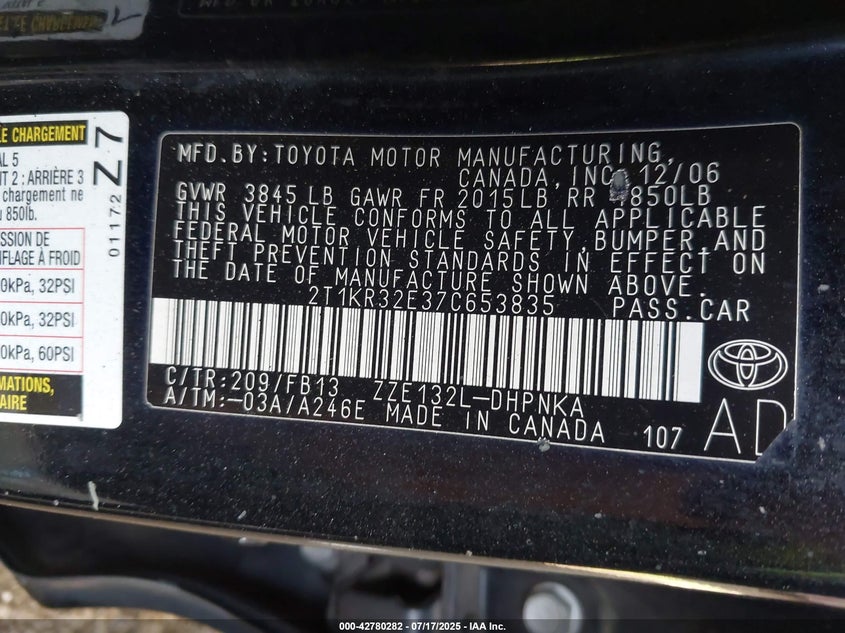 LE CHARGEMENT
AL 5
T 2 : ARRIÈRE 3
chargement ne
850lb.
Z 7
01172
SSION DE
FLAGE À FROID
0kPa, 32PSI
0kPa, 32PSI
0kPa, 60PSI
MATIONS,
AIRE
MFD. BY: TOYOTA MOTOR MANUFACTURING,
CANADA, INC. 12/06
GVWR 3845 LB GAWR FR 2015LB, RR 1850LB
THIS VEHICLE CONFORMS TO ALL APPLICABLE
FEDERAL MOTOR VEHICLE SAFETY, BUMPER, AND
THEFT PREVENTION STANDARDS IN EFFECT ON
THE DATE OF MANUFACTURE SHOWN ABOVE.
2T1KR32E37C653835 PASS. CAR
C/TR: 209/FB13 ZZE132L-DHPNKA
A/TM: -03A/A246E MADE IN CANADA 107 AD
000-42780282 - 07/17/2025 - IAA Inc.